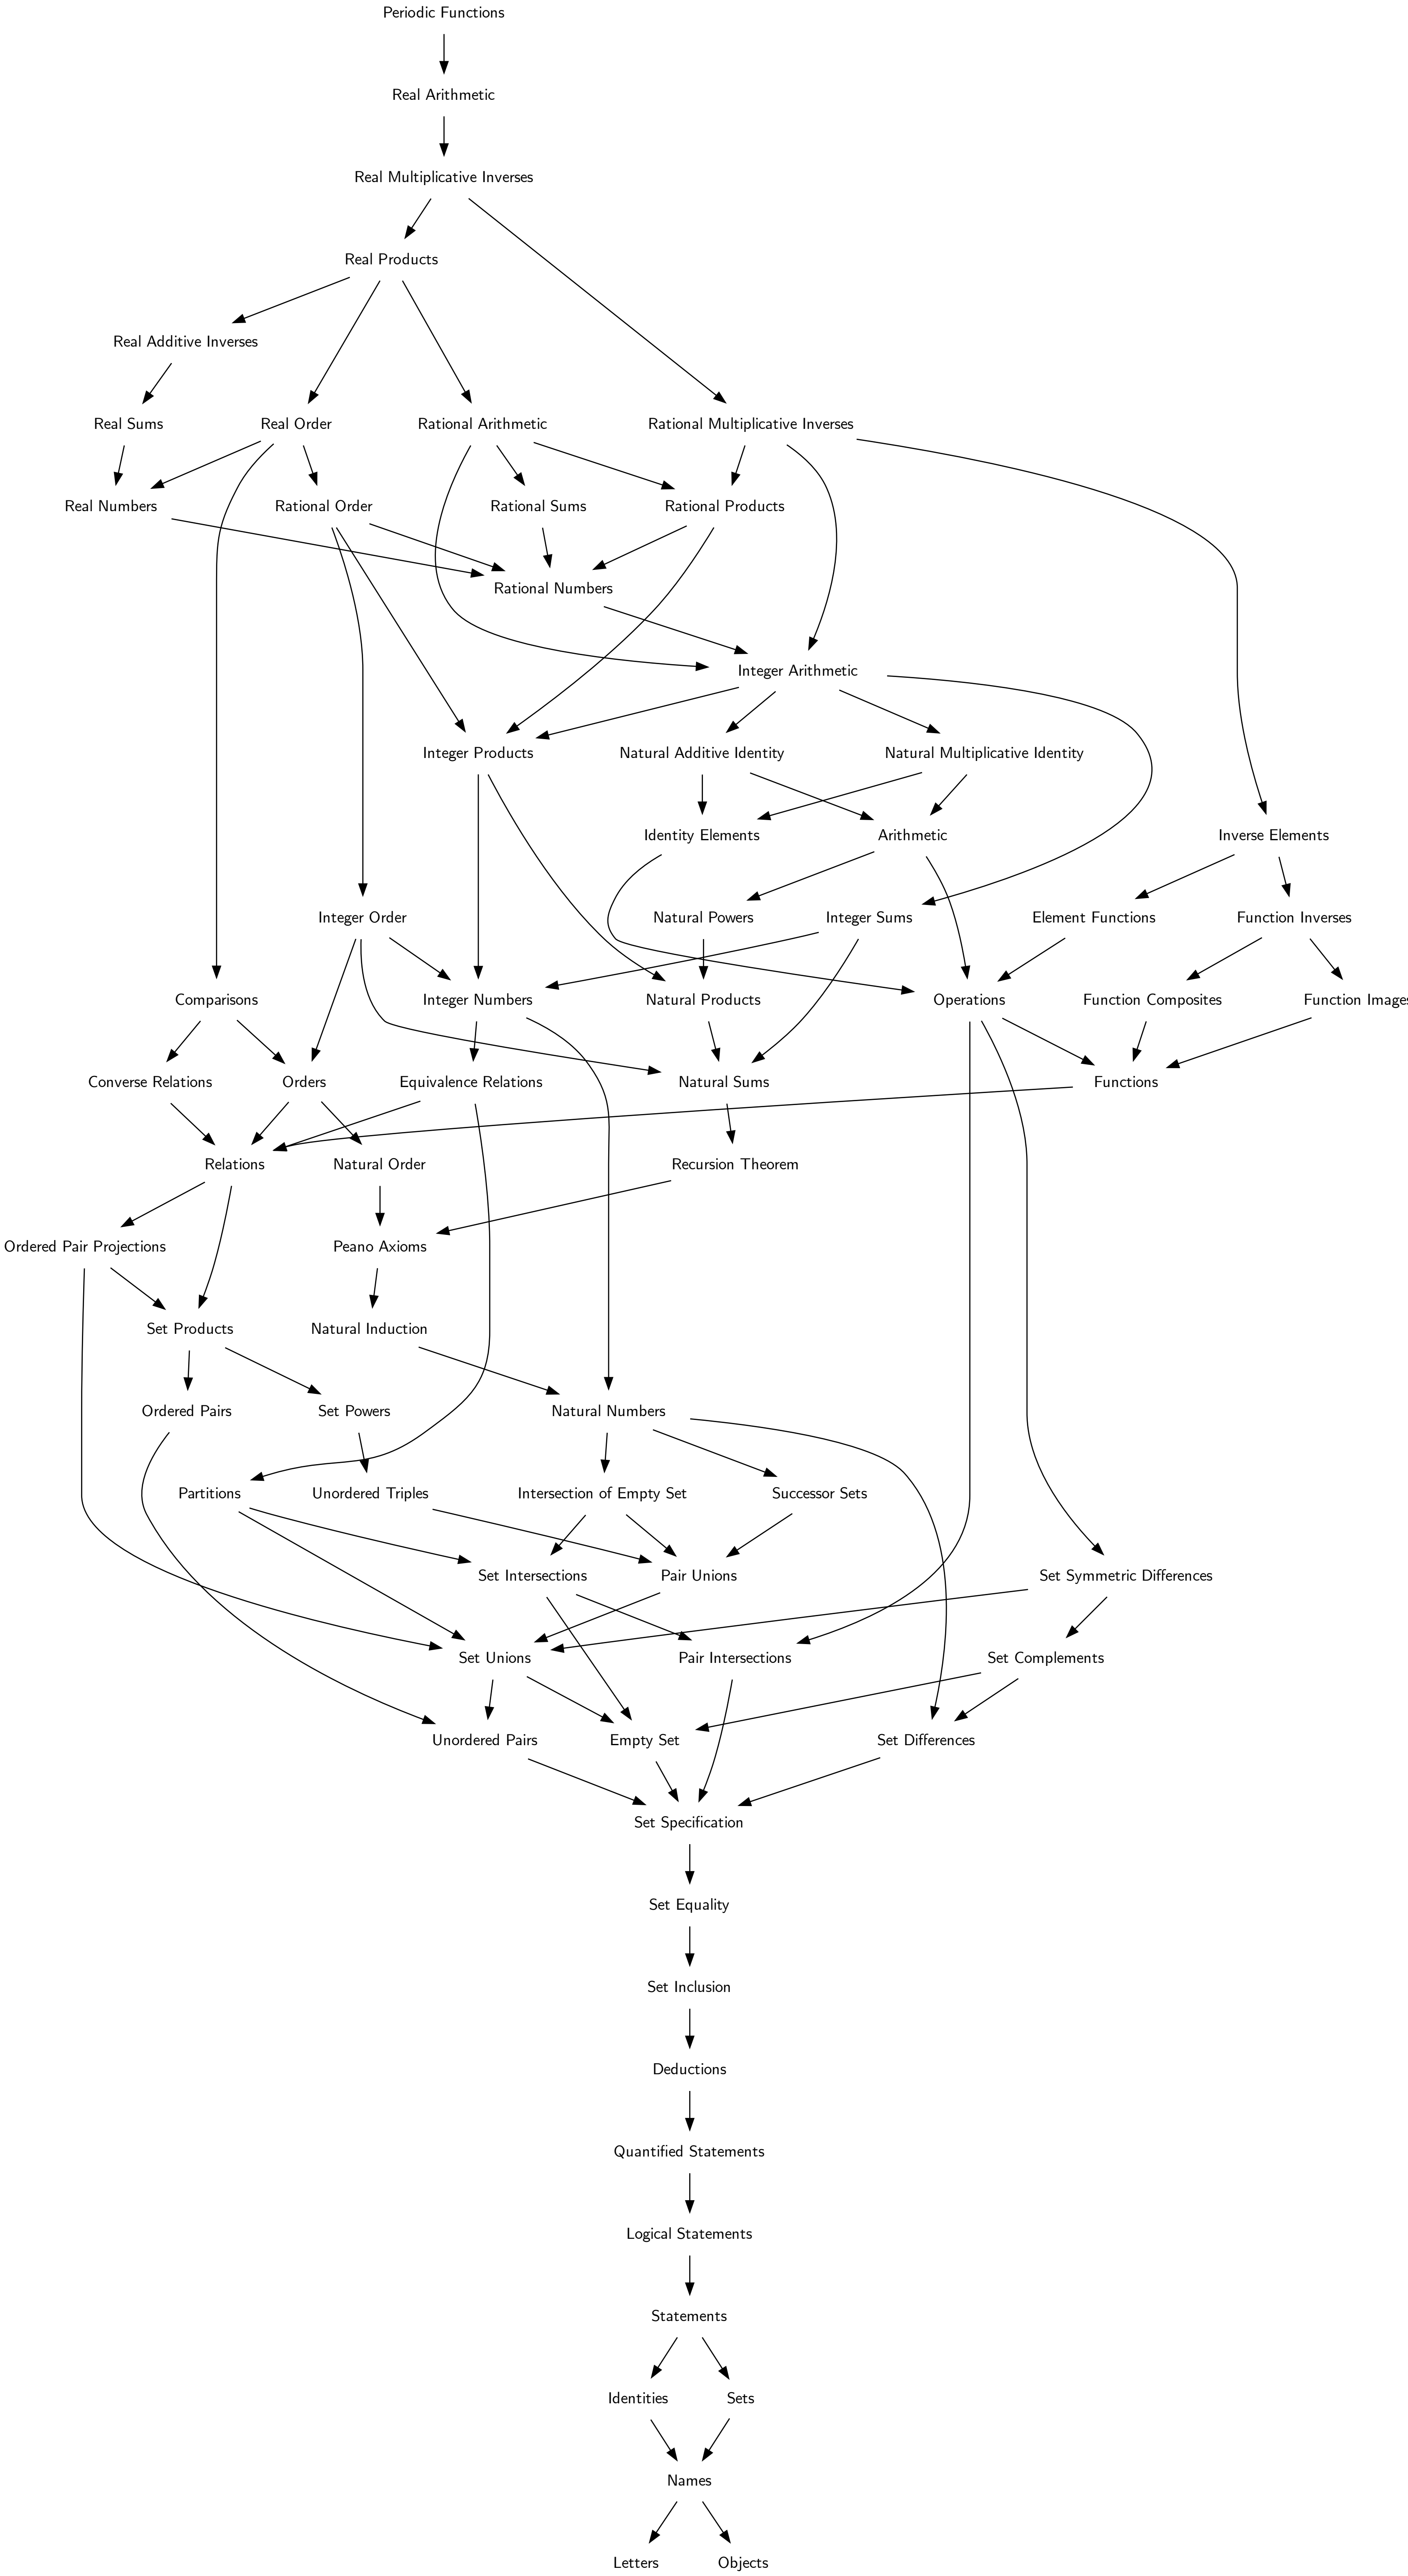 Periodic Functions
Real Arithmetic
Real Multiplicative Inverses
Real Products
Real Additive Inverses
Real Sums
Real Order
Rational Arithmetic
Rational Multiplicative Inverses
Real Numbers
Rational Order
Rational Sums
Rational Products
Rational Numbers
Integer Arithmetic
Integer Products
Natural Additive Identity
Natural Multiplicative Identity
Identity Elements
Arithmetic
Inverse Elements
Integer Order
Natural Powers
Integer Sums
Element Functions
Function Inverses
Comparisons
Integer Numbers
Natural Products
Operations
Function Composites
Function Images
Converse Relations
Orders
Equivalence Relations
Natural Sums
Functions
Relations
Natural Order
Recursion Theorem
Ordered Pair Projections
Peano Axioms
Set Products
Natural Induction
Ordered Pairs
Set Powers
Natural Numbers
Partitions
Unordered Triples
Intersection of Empty Set
Successor Sets
Set Intersections
Pair Unions
Set Symmetric Differences
Set Unions
Pair Intersections
Set Complements
Unordered Pairs
Empty Set
Set Differences
Set Specification
Set Equality
Set Inclusion
Deductions
Quantified Statements
Logical Statements
Statements
Identities
Sets
Names
Letters
Objects